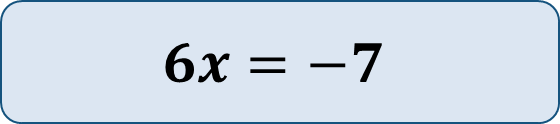 6x = −7